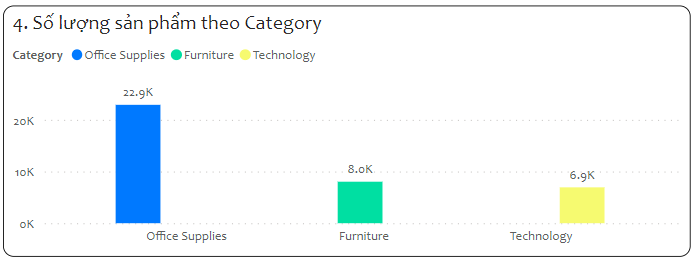 4. Số lượng sản phẩm theo Category
Category Office Supplies Furniture Technology
22.9K
20K
8.0K
10K
6.9K
0K
Office Supplies Furniture Technology